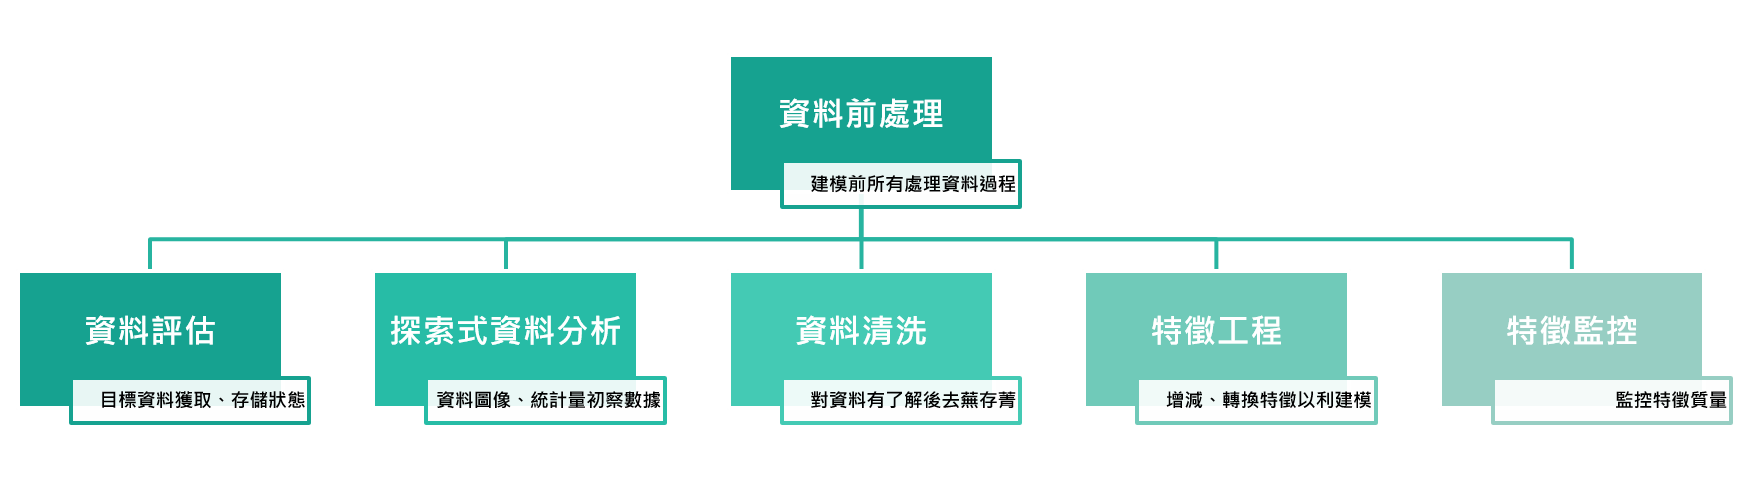 資料前處理
建模前所有處理資料過程
資料評估
目標資料獲取、存儲狀態
探索式資料分析
資料圖像、統計量初察數據
資料清洗
對資料有了解後去蕪存菁
特徵工程
增減、轉換特徵以利建模
特徵監控
監控特徵質量